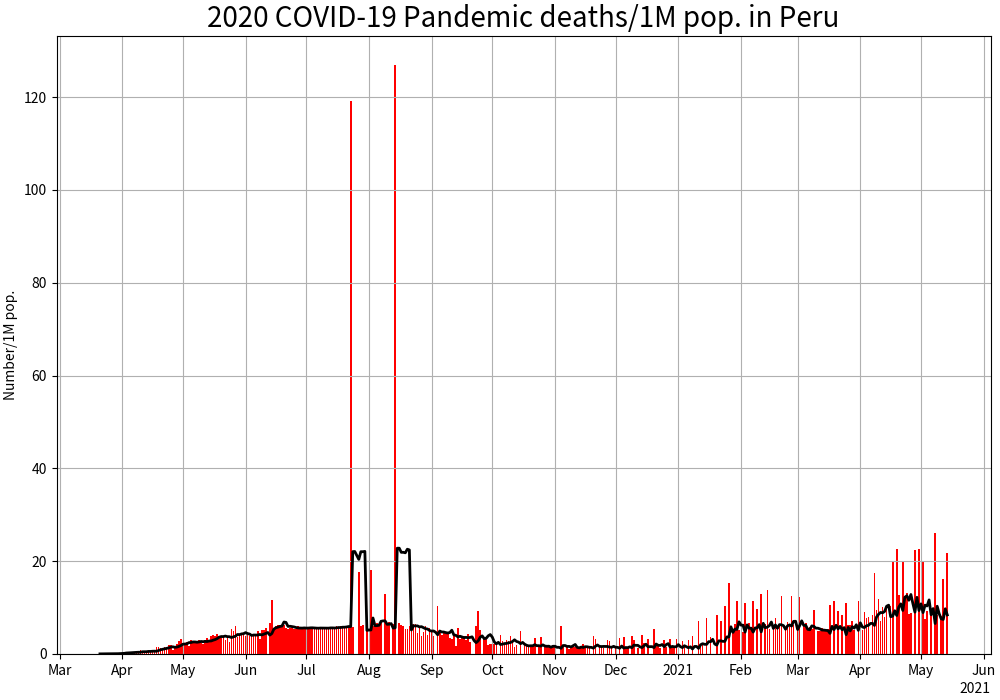 2020 COVID-19 Pandemic deaths/1M pop. in Peru
Number/1M pop.
120
100
80
60
40
20
0
Mar Apr May Jun Jul Aug Sep Oct Nov Dec 2021 Feb Mar Apr May Jun
2021